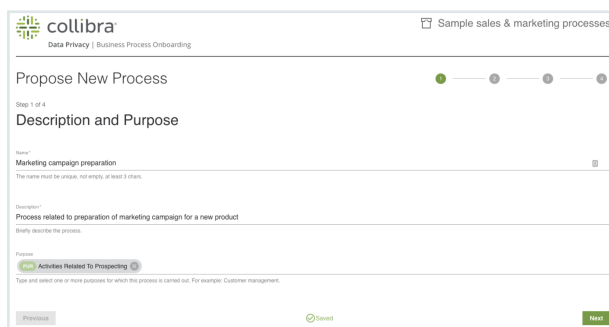 collibra
Sample sales & marketing processes
Data Privacy | Business Process Onboarding
Propose New Process
1 2 3 4
Step 1 of 4
Description and Purpose
Name*
Marketing campaign preparation
The name must be unique, not empty, at least 3 chars.
Description*
Process related to preparation of marketing campaign for a new product
Briefly describe the process.
Purpose
PUR Activities Related To Prospecting
Type and select one or more purposes for which this process is carried out. For example: Customer management.
Previous
Saved
Next